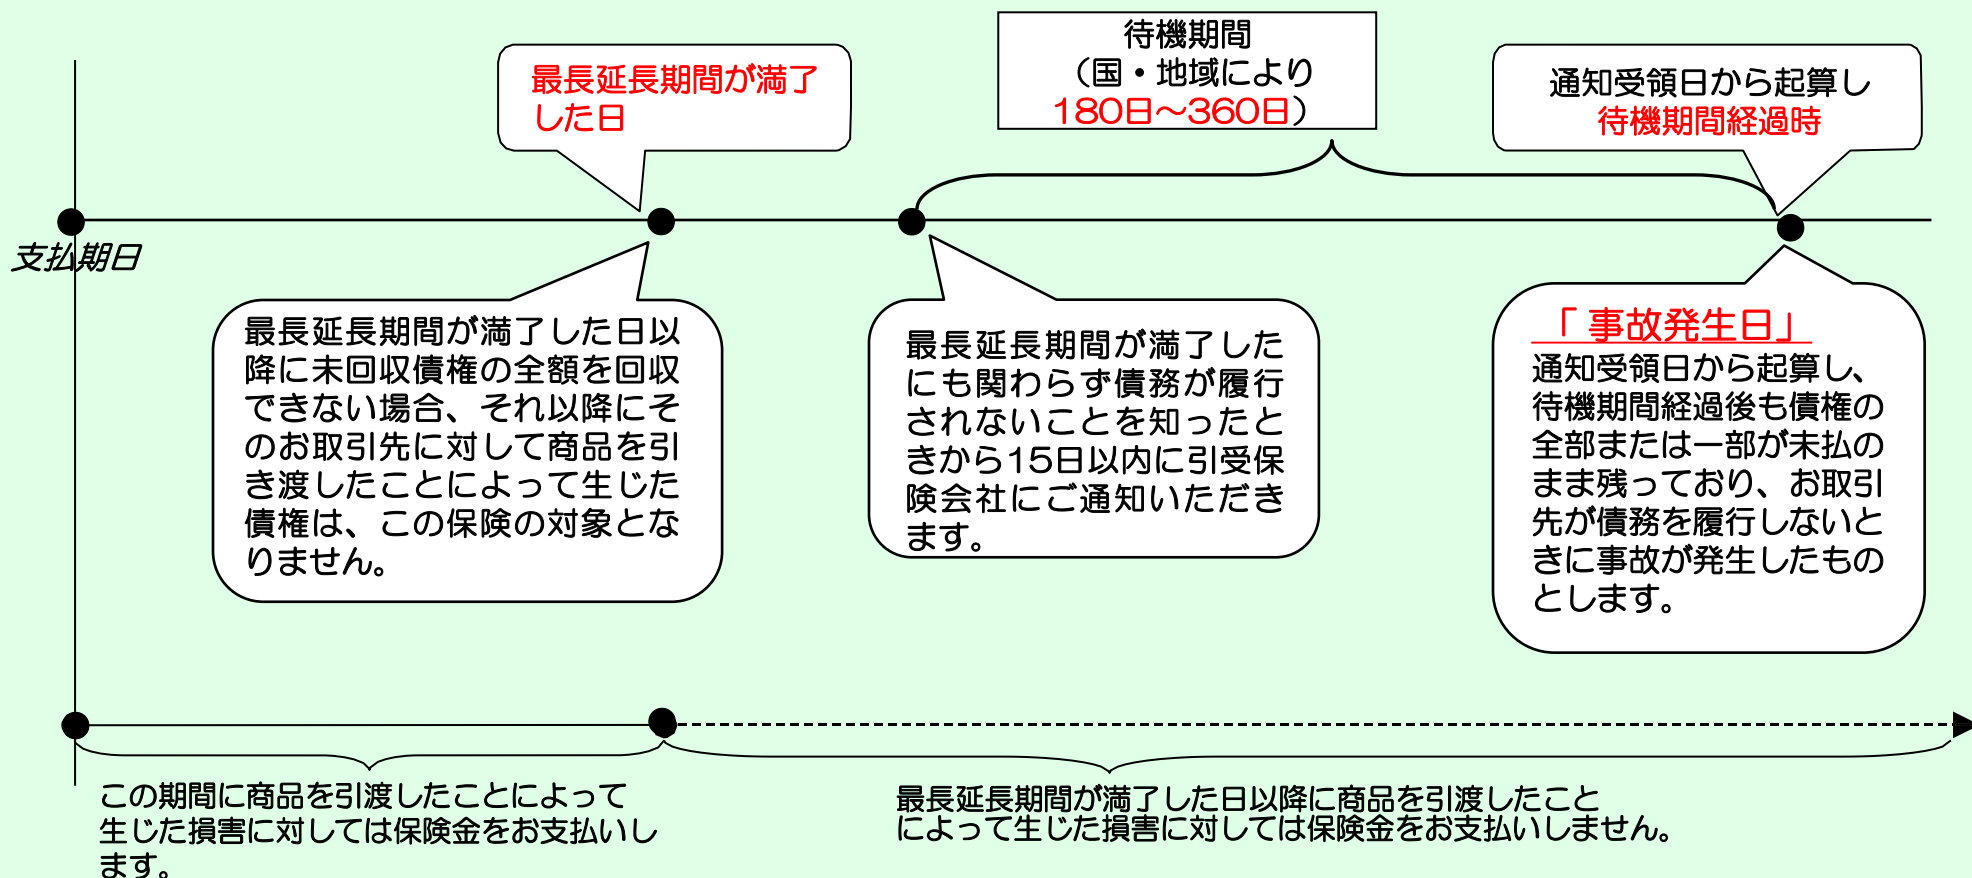 待機期間
（国・地域により
180日～360日）
最長延長期間が満了
した日
通知受領日から起算し
待機期間経過時
支払期日
最長延長期間が満了した日以
降に未回収債権の全額を回収
できない場合、それ以降にそ
のお取引先に対して商品を引
き渡したことによって生じた
債権は、この保険の対象とな
りません。
最長延長期間が満了した
にも関わらず債務が履行
されないことを知ったと
きから15日以内に引受保
険会社にご通知いただき
ます。
「 事故発生日」
通知受領日から起算し、
待機期間経過後も債権の
全部または一部が未払の
まま残っており、お取引
先が債務を履行しないと
きに事故が発生したもの
とします。
この期間に商品を引渡したことによって
生じた損害に対しては保険金をお支払いし
ます。
最長延長期間が満了した日以降に商品を引渡したこと
によって生じた損害に対しては保険金をお支払いしません。